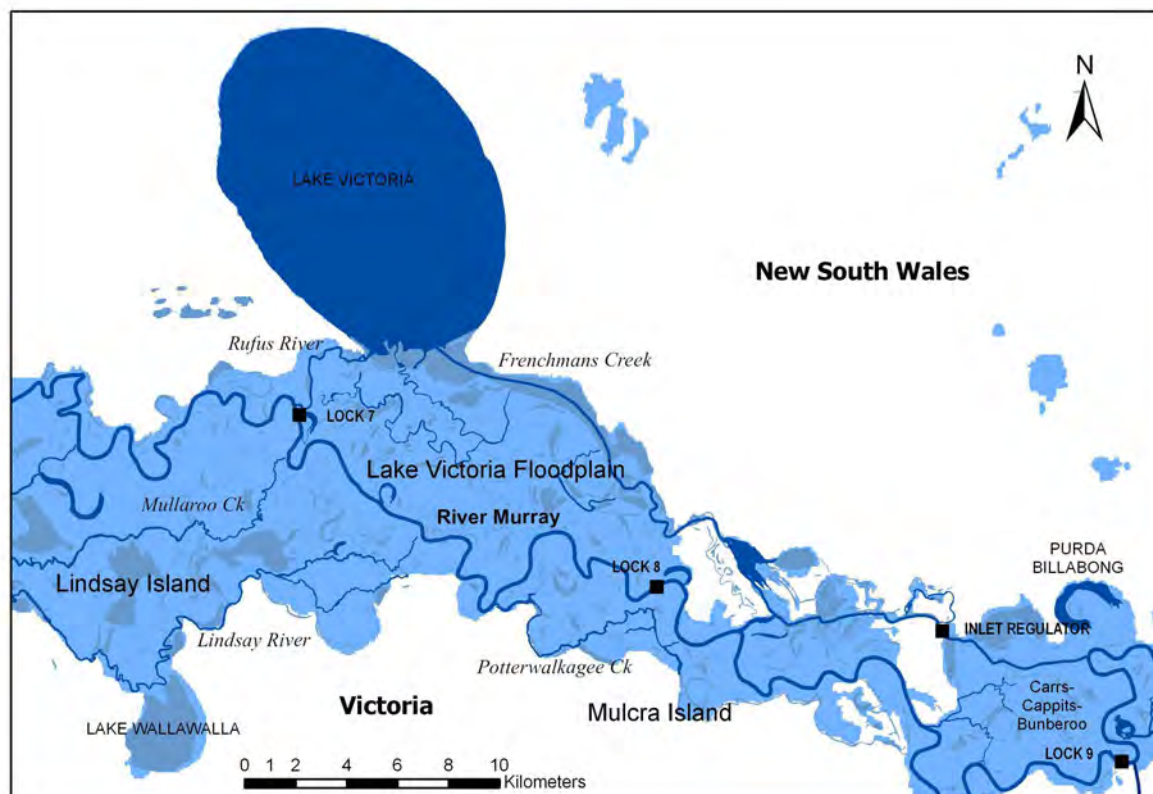 N
LAKE VICTORIA
New South Wales
Rufus River
Frenchmans Creek
LOCK 7
Lake Victoria Floodplain
Mullaroo Ck
River Murray
PURDA
BILLABONG
LOCK 8
Lindsay Island
INLET REGULATOR
Lindsay River
Potterwalkagee Ck
Carrs-
Cappits-
Bunberoo
Victoria
Mulcra Island
LAKE WALLAWALLA
LOCK 9
0 1 2 4 6 8 10
Kilometers